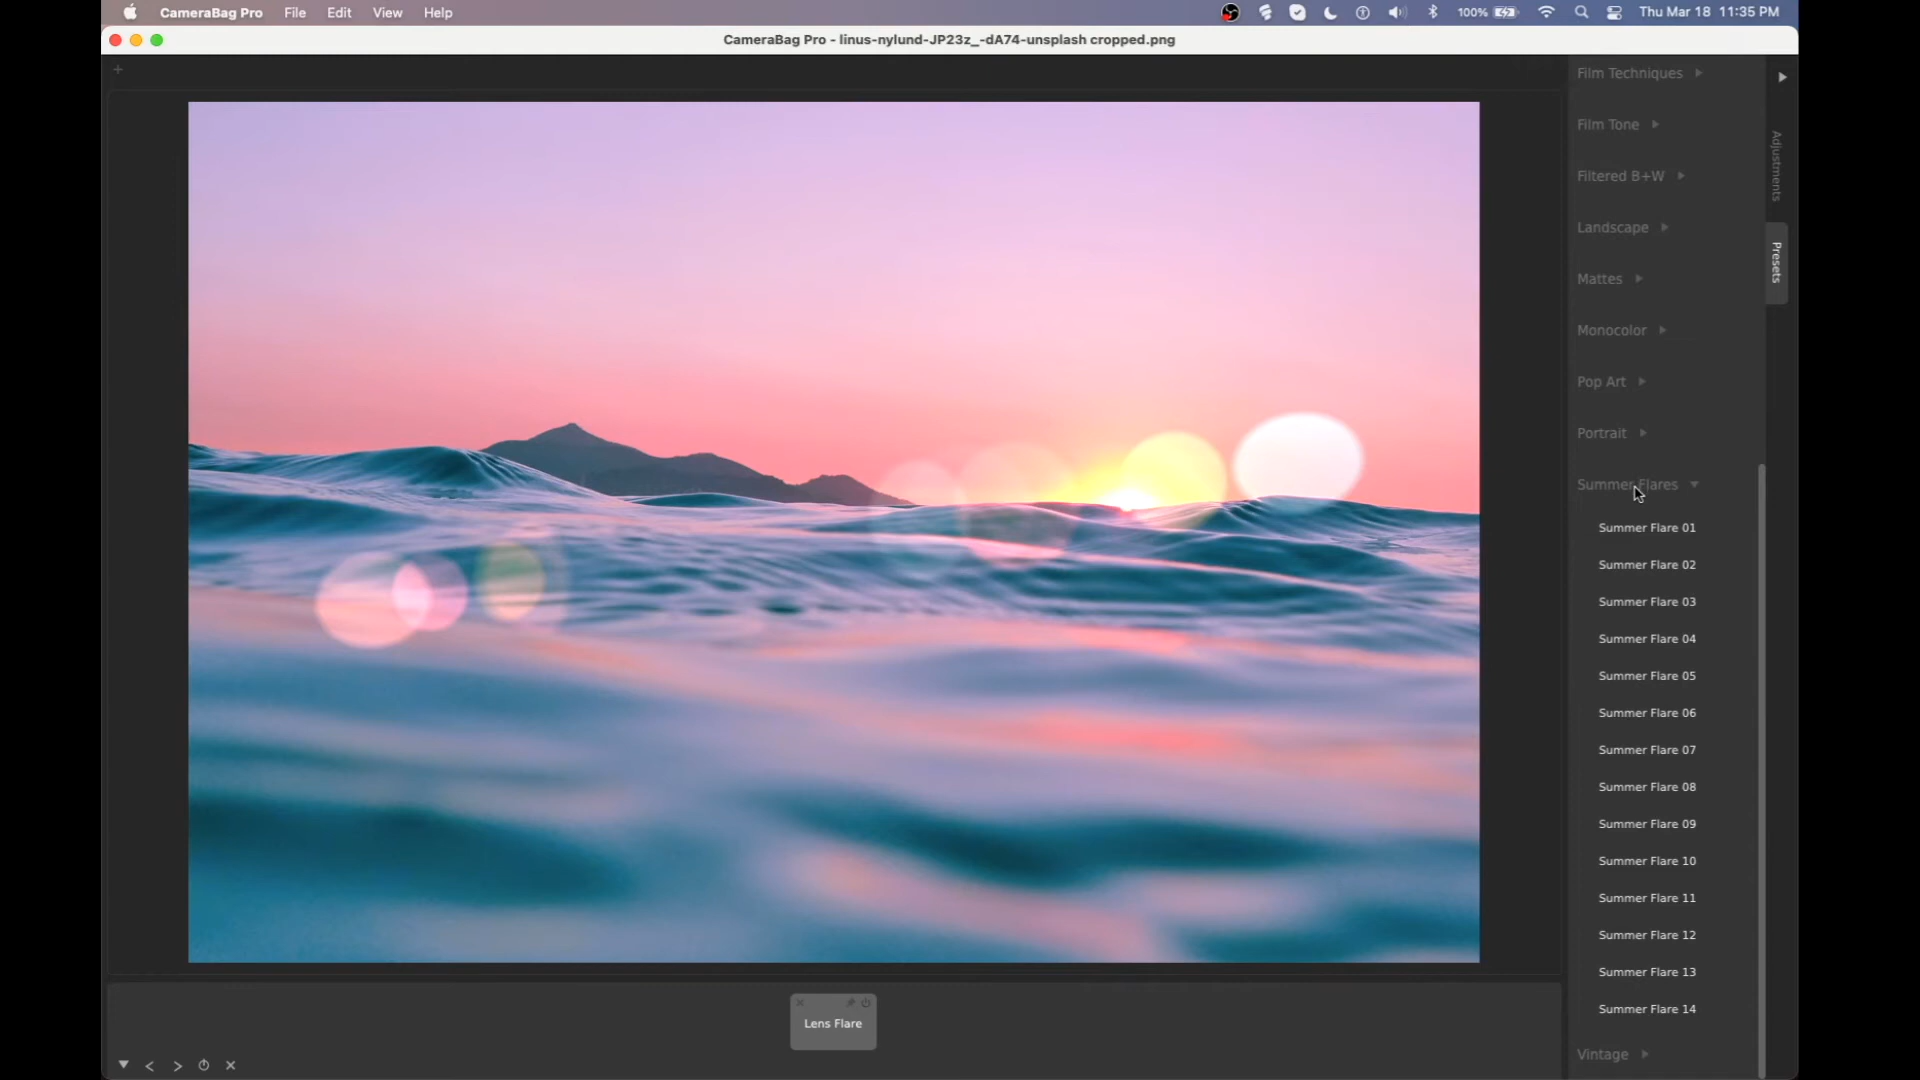 CameraBag Pro File Edit View Help 100% Thu Mar 18 11:35 PM
CameraBag Pro - linus-nylund-JP23z_-dA74-unsplash cropped.png
Film Techniques
Film Tone
Filtered B+W
Landscape
Mattes
Monocolor
Pop Art
Portrait
Summer Flares
Summer Flare 01
Summer Flare 02
Summer Flare 03
Summer Flare 04
Summer Flare 05
Summer Flare 06
Summer Flare 07
Summer Flare 08
Summer Flare 09
Summer Flare 10
Summer Flare 11
Summer Flare 12
Summer Flare 13
Summer Flare 14
Vintage
Adjustments
Presets
Lens Flare